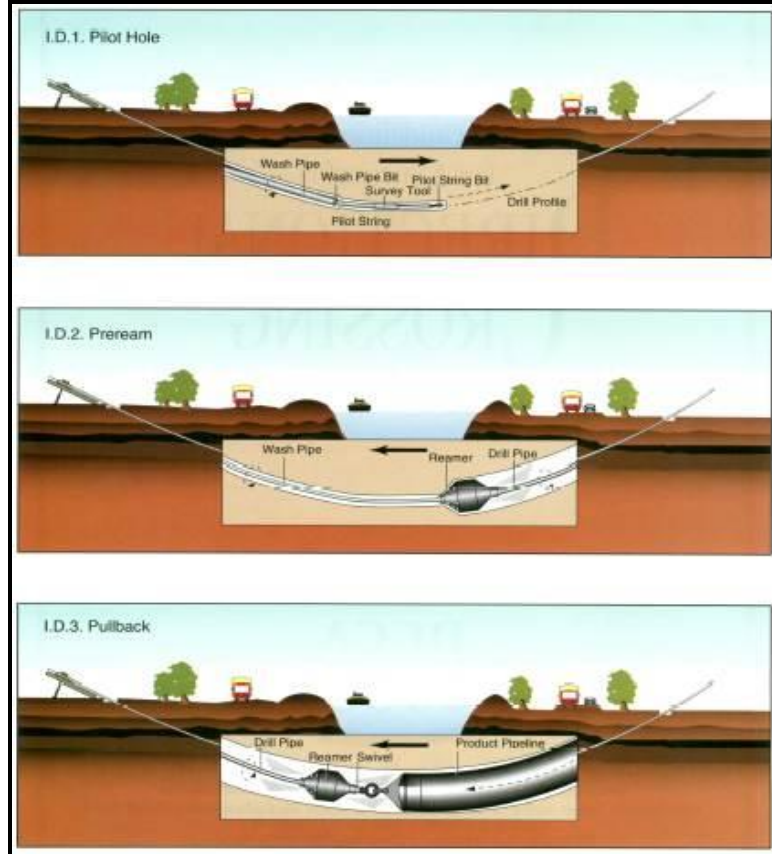 I.D.1. Pilot Hole
Wash Pipe
Wash Pipe Bit
Pilot String Bit
Survey Tool
Drill Profile
Pilot String
I.D.2. Preream
Wash Pipe
Reamer
Drill Pipe
I.D.3. Pullback
Drill Pipe
Product Pipeline
Reamer Swivel